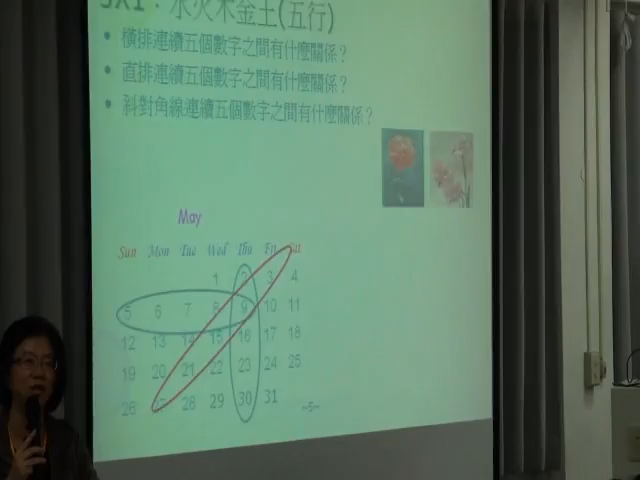 5X1：水火木金土(五行)
• 橫排連續五個數字之間有什麼關係？
• 直排連續五個數字之間有什麼關係？
• 斜對角線連續五個數字之間有什麼關係？
May
Sun Mon Tue Wed Thu Fri Sat
1 2 3 4
5 6 7 8 9 10 11
12 13 14 15 16 17 18
19 20 21 22 23 24 25
26 27 28 29 30 31
~5~